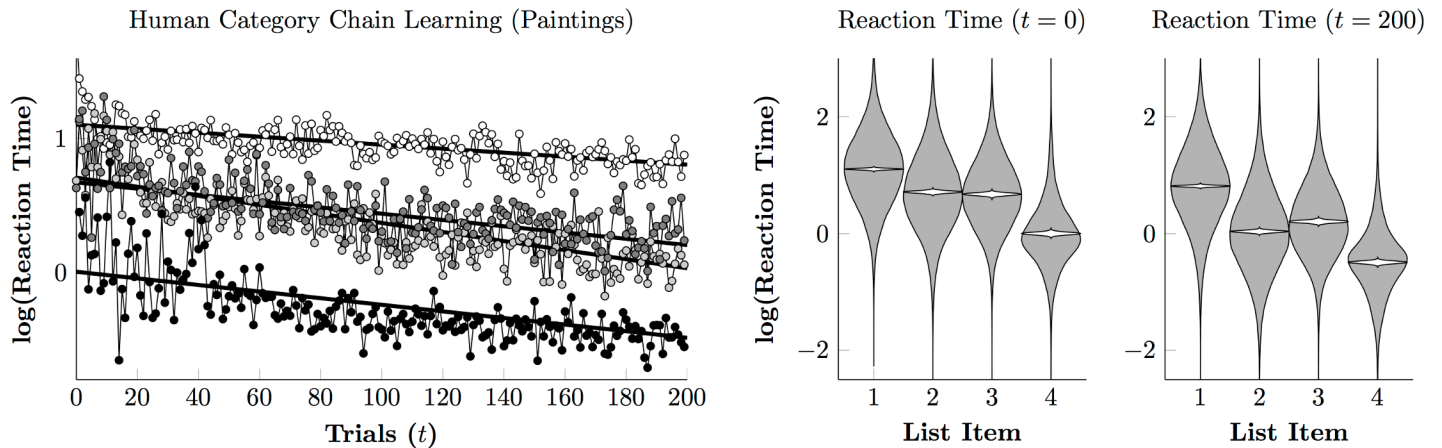 Human Category Chain Learning (Paintings)
log(Reaction Time)
1
0
0 20 40 60 80 100 120 140 160 180 200
Trials (t)
Reaction Time (t = 0)
log(Reaction Time)
2
0
−2
1 2 3 4
List Item
Reaction Time (t = 200)
2
0
−2
1 2 3 4
List Item